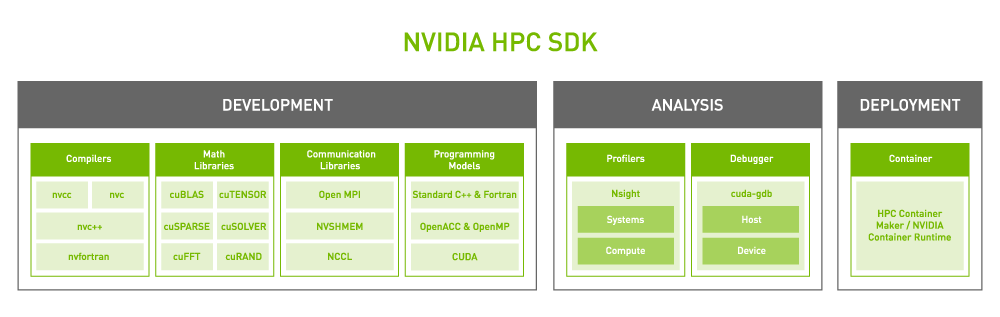 NVIDIA HPC SDK
DEVELOPMENT
Compilers
nvcc
nvc
nvc++
nvfortran
Math
Libraries
cuBLAS
cuTENSOR
cuSPARSE
cuSOLVER
cuFFT
cuRAND
Communication
Libraries
Open MPI
NVSHMEM
NCCL
Programming
Models
Standard C++ & Fortran
OpenACC & OpenMP
CUDA
ANALYSIS
Profilers
Nsight
Systems
Compute
Debugger
cuda-gdb
Host
Device
DEPLOYMENT
Container
HPC Container
Maker / NVIDIA
Container Runtime